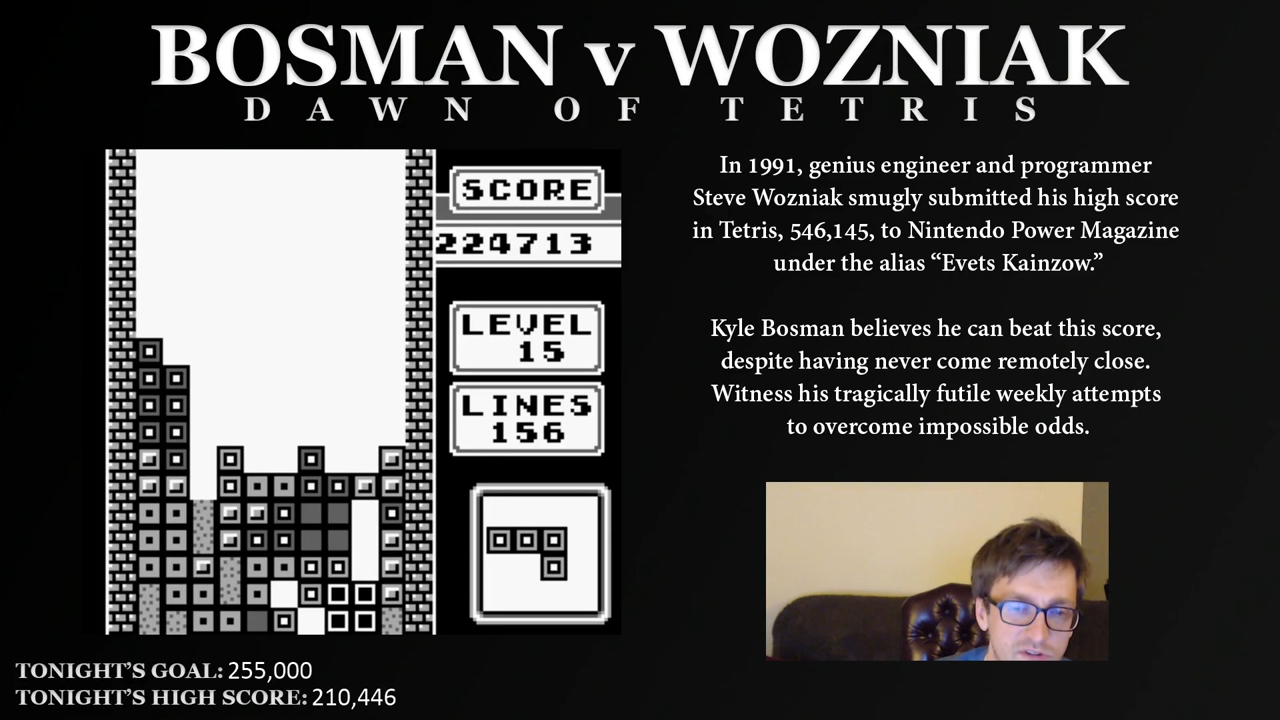 BOSMAN v WOZNIAK
DAWN OF TETRIS
SCORE
224713
LEVEL
15
LINES
156
In 1991, genius engineer and programmer
Steve Wozniak smugly submitted his high score
in Tetris, 546,145, to Nintendo Power Magazine
under the alias “Evets Kainzow.”
Kyle Bosman believes he can beat this score,
despite having never come remotely close.
Witness his tragically futile weekly attempts
to overcome impossible odds.
TONIGHT’S GOAL: 255,000
TONIGHT’S HIGH SCORE: 210,446